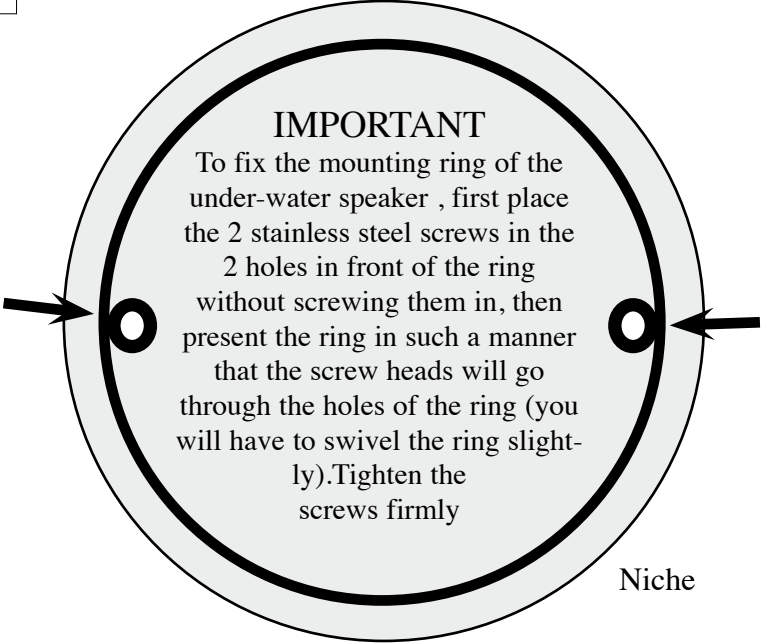 IMPORTANT
To fix the mounting ring of the
under-water speaker , first place
the 2 stainless steel screws in the
2 holes in front of the ring
without screwing them in, then
present the ring in such a manner
that the screw heads will go
through the holes of the ring (you
will have to swivel the ring slight-
ly).Tighten the
screws firmly
Niche